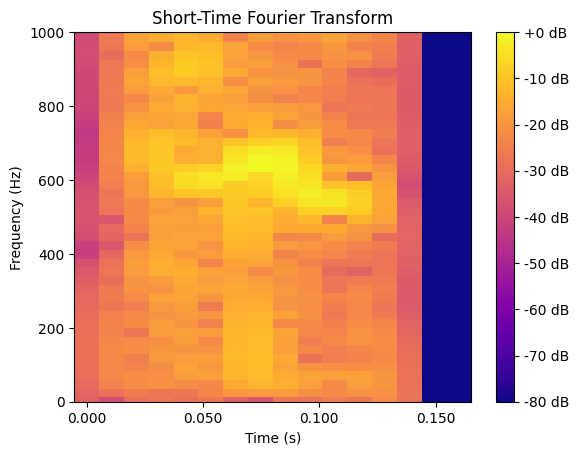 Short-Time Fourier Transform
Frequency (Hz)
1000
800
600
400
200
0
0.000
0.050
0.100
0.150
Time (s)
+0 dB
-10 dB
-20 dB
-30 dB
-40 dB
-50 dB
-60 dB
-70 dB
-80 dB